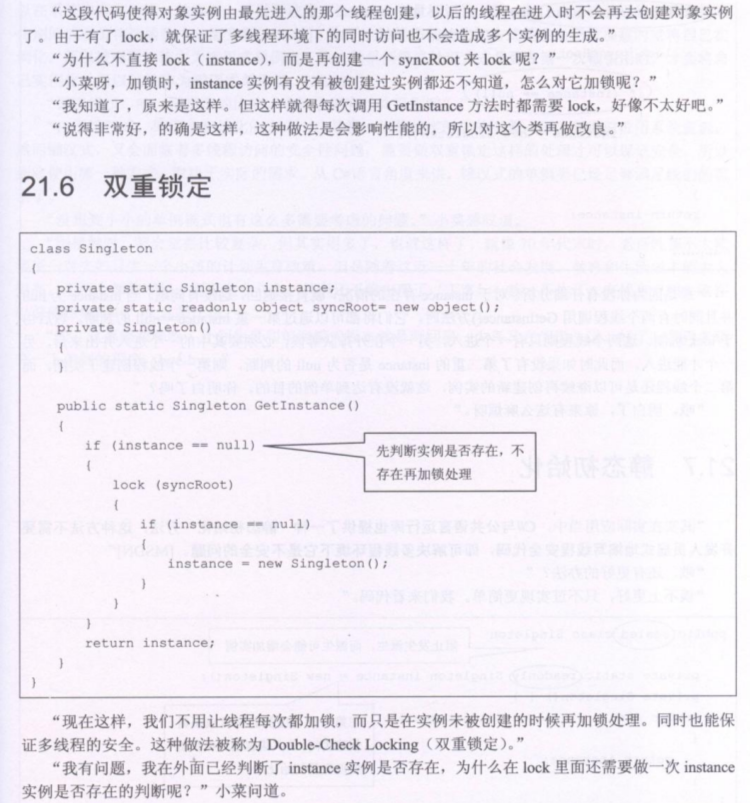 “这段代码使得对象实例由最先进入的那个线程创建，以后的线程在进入时不会再去创建对象实例
了。由于有了 lock，就保证了多线程环境下的同时访问也不会造成多个实例的生成。”
“为什么不直接 lock（instance），而是再创建一个 syncRoot 来 lock 呢？”
“小菜呀，加锁时，instance 实例有没有被创建过实例都还不知道，怎么对它加锁呢？”
“我知道了，原来是这样。但这样就得每次调用 GetInstance 方法时都需要 lock，好像不太好吧。”
“说得非常好，的确是这样，这种做法是会影响性能的，所以对这个类再做改良。”
21.6 双重锁定
class Singleton
{
private static Singleton instance;
private static readonly object syncRoot = new object();
private Singleton()
{
}
public static Singleton GetInstance()
{
if (instance == null)
先判断实例是否存在，不
存在再加锁处理
{
lock (syncRoot)
{
if (instance == null)
{
instance = new Singleton();
}
}
}
return instance;
}
}
“现在这样，我们不用让线程每次都加锁，而只是在实例未被创建的时候再加锁处理。同时也能保
证多线程的安全。这种做法被称为 Double-Check Locking（双重锁定）。”
“我有问题，我在外面已经判断了 instance 实例是否存在，为什么在 lock 里面还需要做一次 instance
实例是否存在的判断呢？”小菜问道。